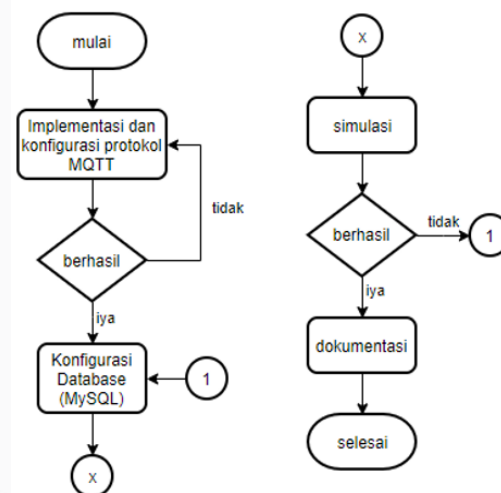 mulai
Implementasi dan
konfigurasi protokol
MQTT
tidak
berhasil
iya
Konfigurasi
Database
(MySQL)
1
x
x
simulasi
berhasil
tidak
1
iya
dokumentasi
selesai